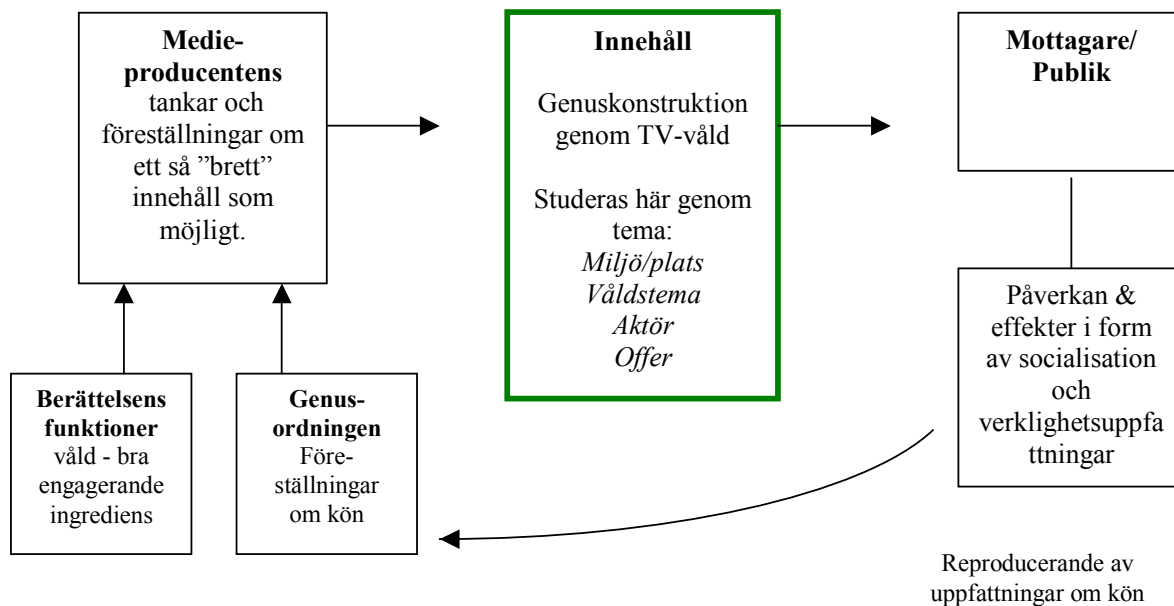 Medie-
producentens
tankar och
föreställningar om
ett så ”brett”
innehåll som
möjligt.
Innehåll
Genuskonstruktion
genom TV-våld
Studeras här genom
tema:
Miljö/plats
Våldstema
Aktör
Offer
Mottagare/
Publik
Berättelsens
funktioner
våld - bra
engagerande
ingrediens
Genus-
ordningen
Före-
ställningar
om kön
Påverkan &
effekter i form
av socialisation
och
verklighetsuppfa
ttningar
Reproducerande av
uppfattningar om kön